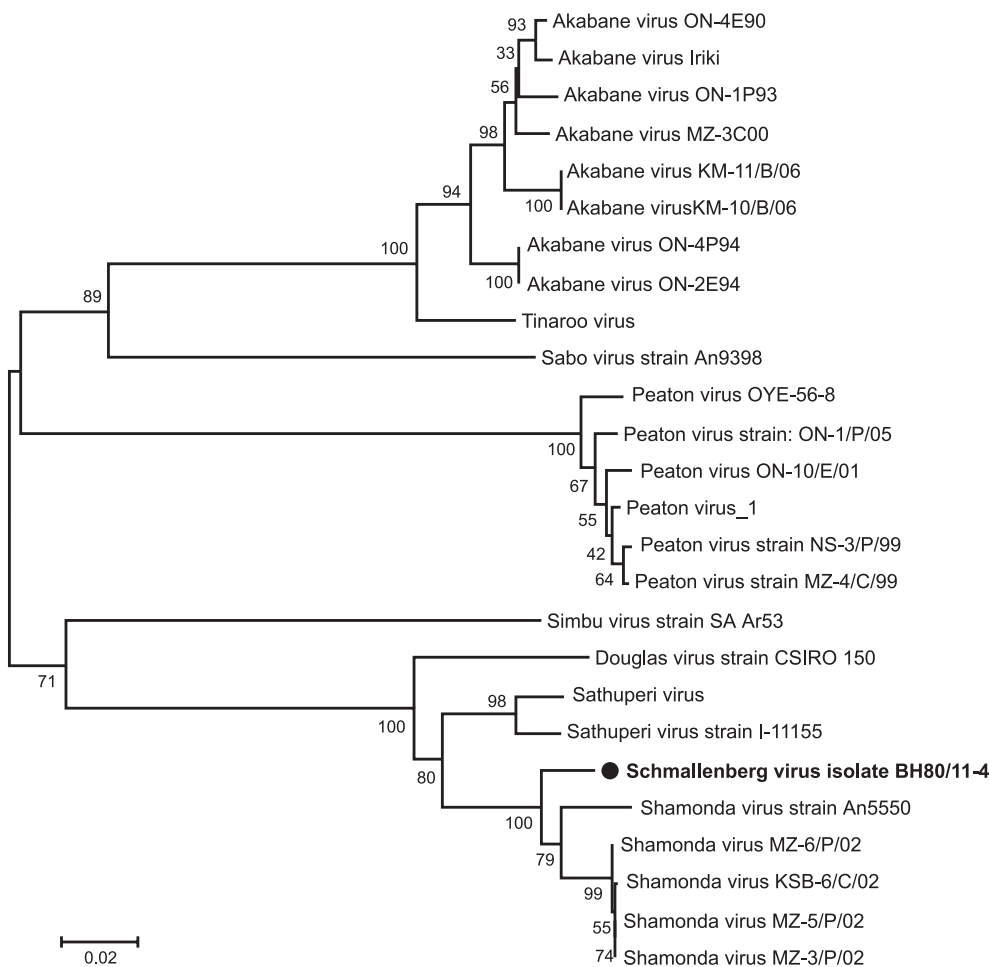 93
Akabane virus ON-4E90
33
Akabane virus Iriki
56
Akabane virus ON-1P93
98
Akabane virus MZ-3C00
Akabane virus KM-11/B/06
94
100
Akabane virusKM-10/B/06
100
Akabane virus ON-4P94
100
Akabane virus ON-2E94
89
Tinaroo virus
Sabo virus strain An9398
Peaton virus OYE-56-8
100
Peaton virus strain: ON-1/P/05
67
Peaton virus ON-10/E/01
55
Peaton virus_1
42
Peaton virus strain NS-3/P/99
64
Peaton virus strain MZ-4/C/99
Simbu virus strain SA Ar53
71
Douglas virus strain CSIRO 150
98
Sathuperi virus
100
Sathuperi virus strain I-11155
80
Schmallenberg virus isolate BH80/11-4
100
Shamonda virus strain An5550
79
Shamonda virus MZ-6/P/02
99
Shamonda virus KSB-6/C/02
55
Shamonda virus MZ-5/P/02
74
Shamonda virus MZ-3/P/02
0.02